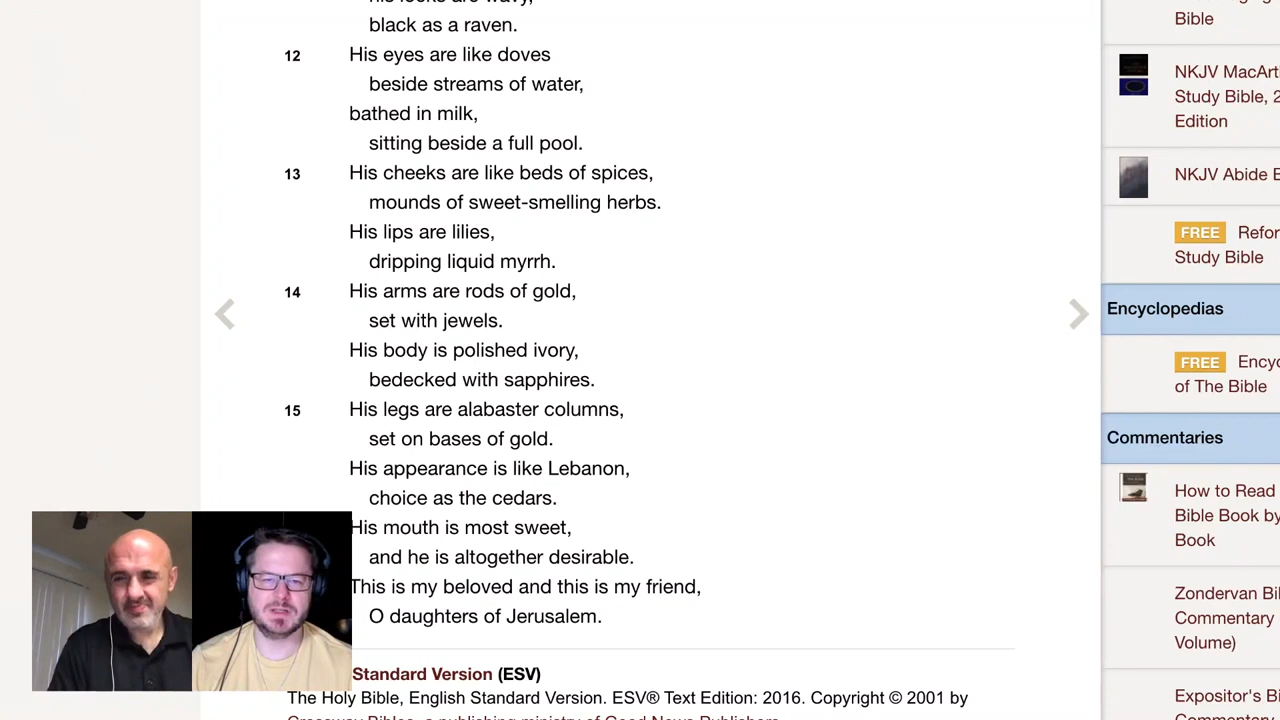 black as a raven.
12 His eyes are like doves
beside streams of water,
bathed in milk,
sitting beside a full pool.
13 His cheeks are like beds of spices,
mounds of sweet-smelling herbs.
His lips are lilies,
dripping liquid myrrh.
14 His arms are rods of gold,
set with jewels.
His body is polished ivory,
bedecked with sapphires.
15 His legs are alabaster columns,
set on bases of gold.
His appearance is like Lebanon,
choice as the cedars.
His mouth is most sweet,
and he is altogether desirable.
This is my beloved and this is my friend,
O daughters of Jerusalem.
Standard Version (ESV)
The Holy Bible, English Standard Version. ESV® Text Edition: 2016. Copyright © 2001 by
Bible
NKJV MacArt
Study Bible, 2
Edition
NKJV Abide B
FREE Refor
Study Bible
Encyclopedias
FREE Encyc
of The Bible
Commentaries
How to Read
Bible Book by
Book
Zondervan Bi
Commentary
Volume)
Expositor's Bi